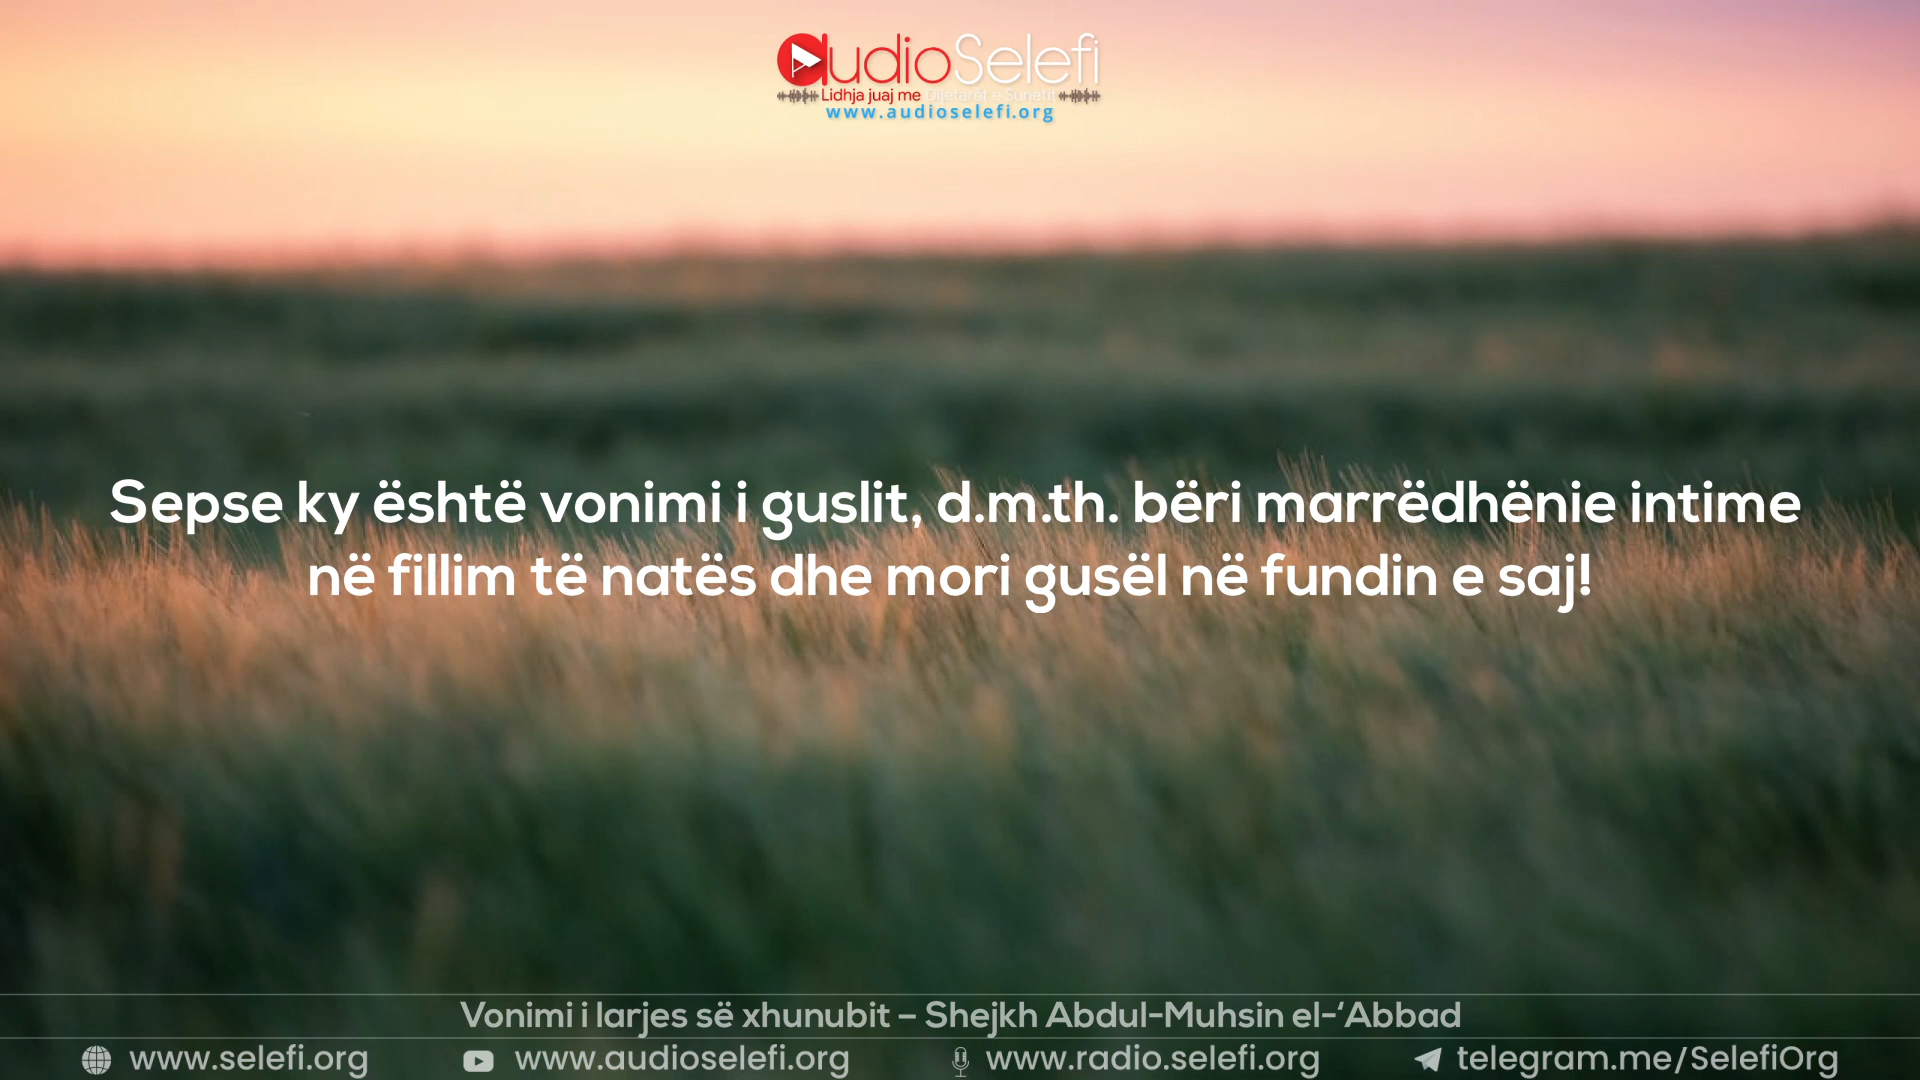 audioSelefi
Lidhja juaj me Dijetarët e Sunetit
www.audioselefi.org
Sepse ky është vonimi i guslit, d.m.th. bëri marrëdhënie intime
në fillim të natës dhe mori gusël në fundin e saj!
Vonimi i larjes së xhunubit – Shejkh Abdul-Muhsin el-‘Abbad
www.selefi.org www.audioselefi.org www.radio.selefi.org telegram.me/SelefiOrg